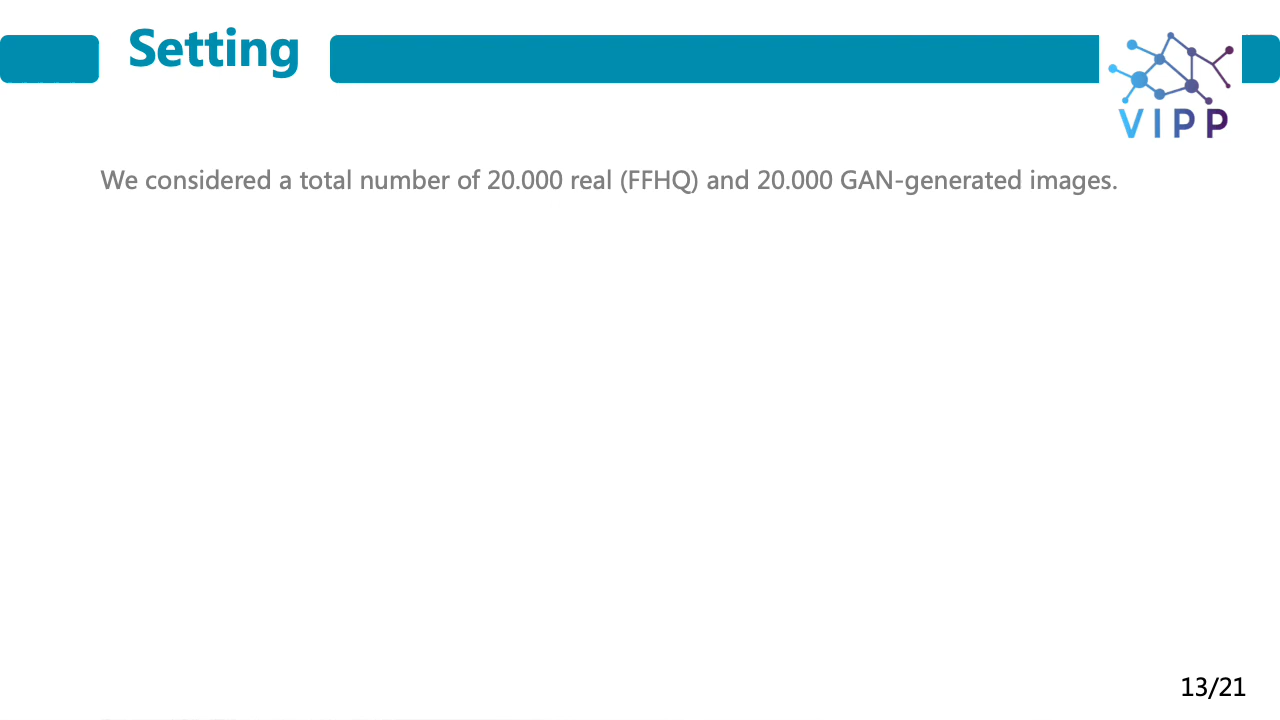 Setting
VIPP
We considered a total number of 20.000 real (FFHQ) and 20.000 GAN-generated images.
13/21